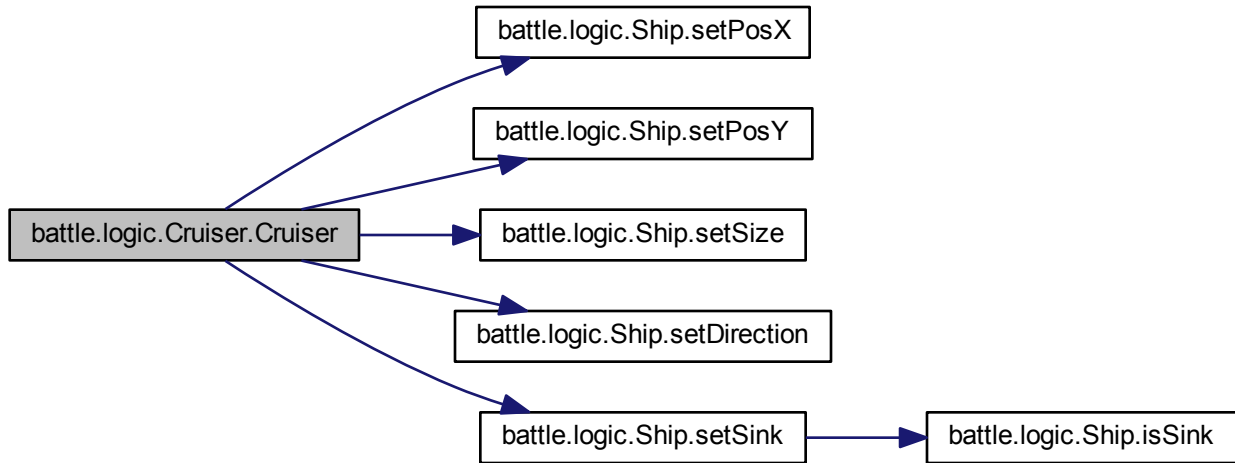 battle.logic.Ship.setPosX
battle.logic.Ship.setPosY
battle.logic.Cruiser.Cruiser
battle.logic.Ship.setSize
battle.logic.Ship.setDirection
battle.logic.Ship.setSink
battle.logic.Ship.isSink